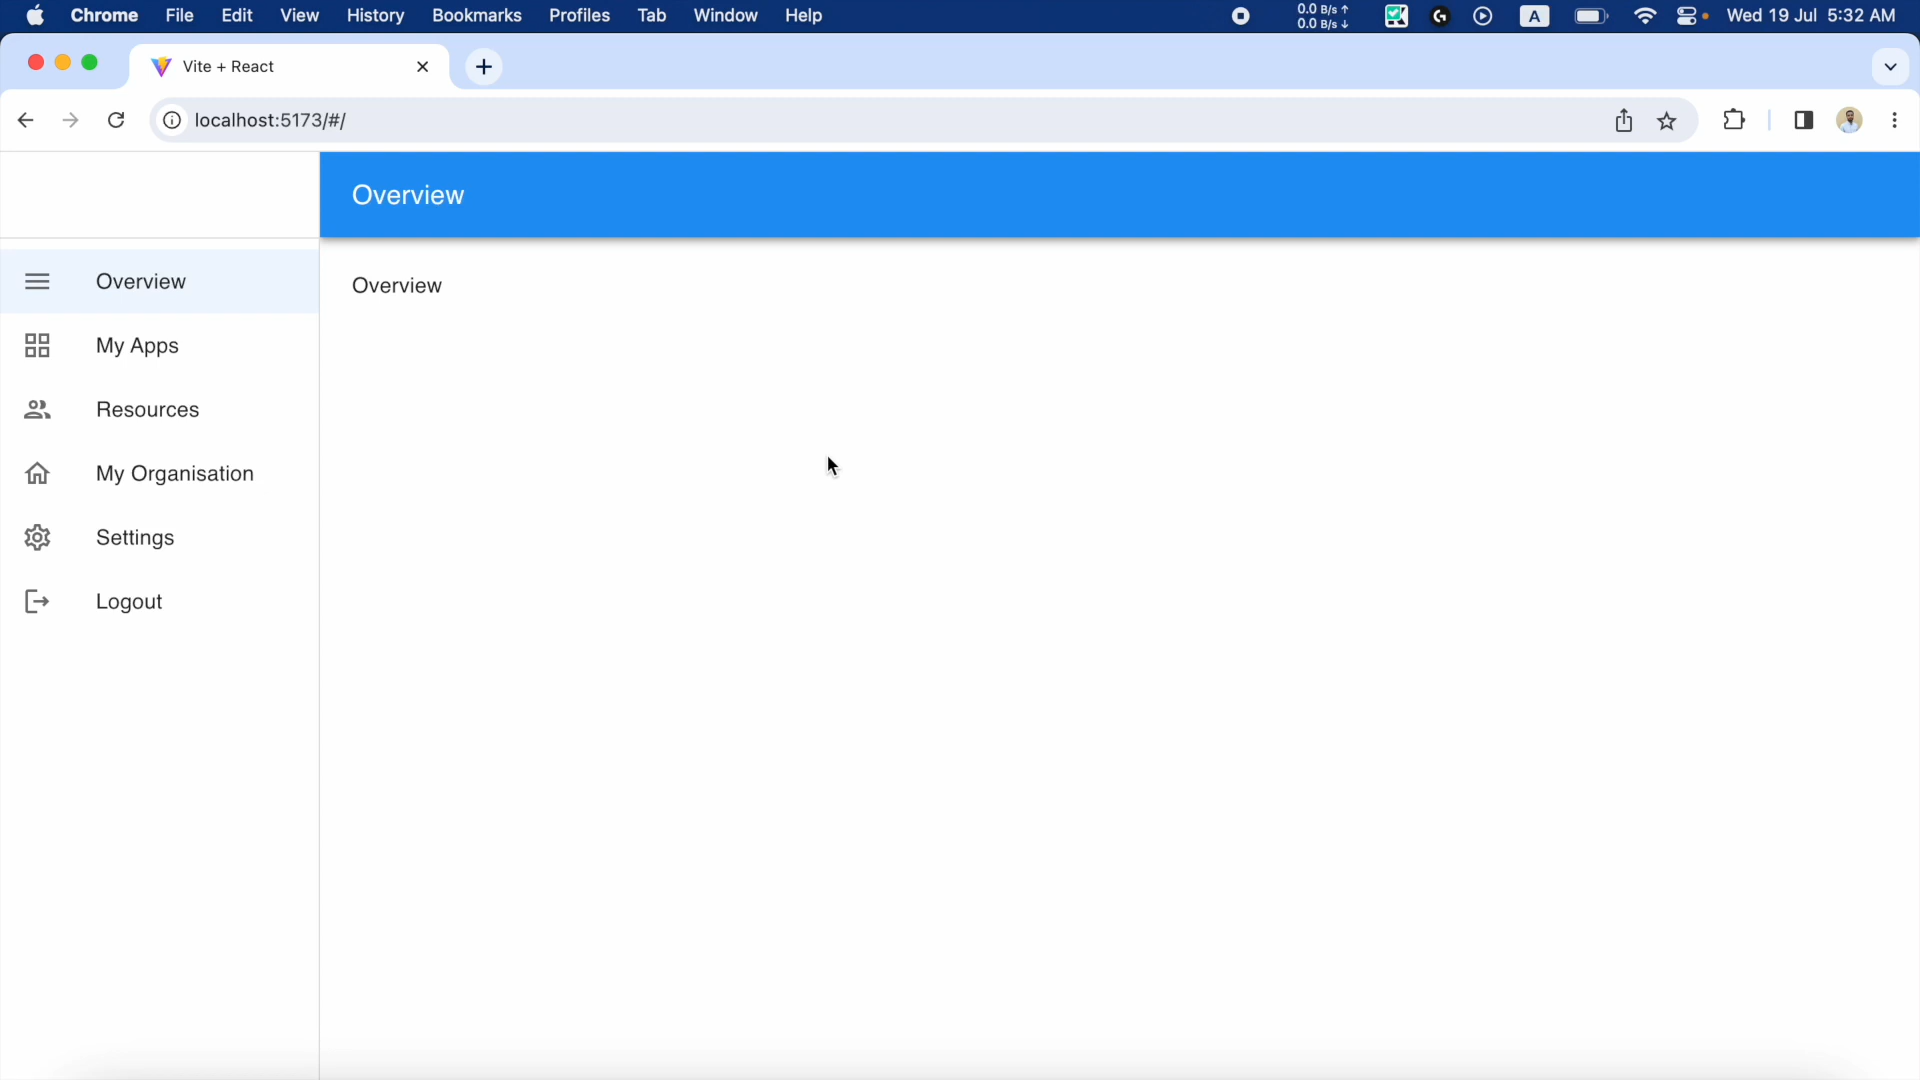 Chrome File Edit View History Bookmarks Profiles Tab Window Help 0.0 B/s ↑ A Wed 19 Jul 5:32 AM
0.0 B/s ↓
Vite + React
localhost:5173/#/
Overview
Overview
Overview
My Apps
Resources
My Organisation
Settings
Logout